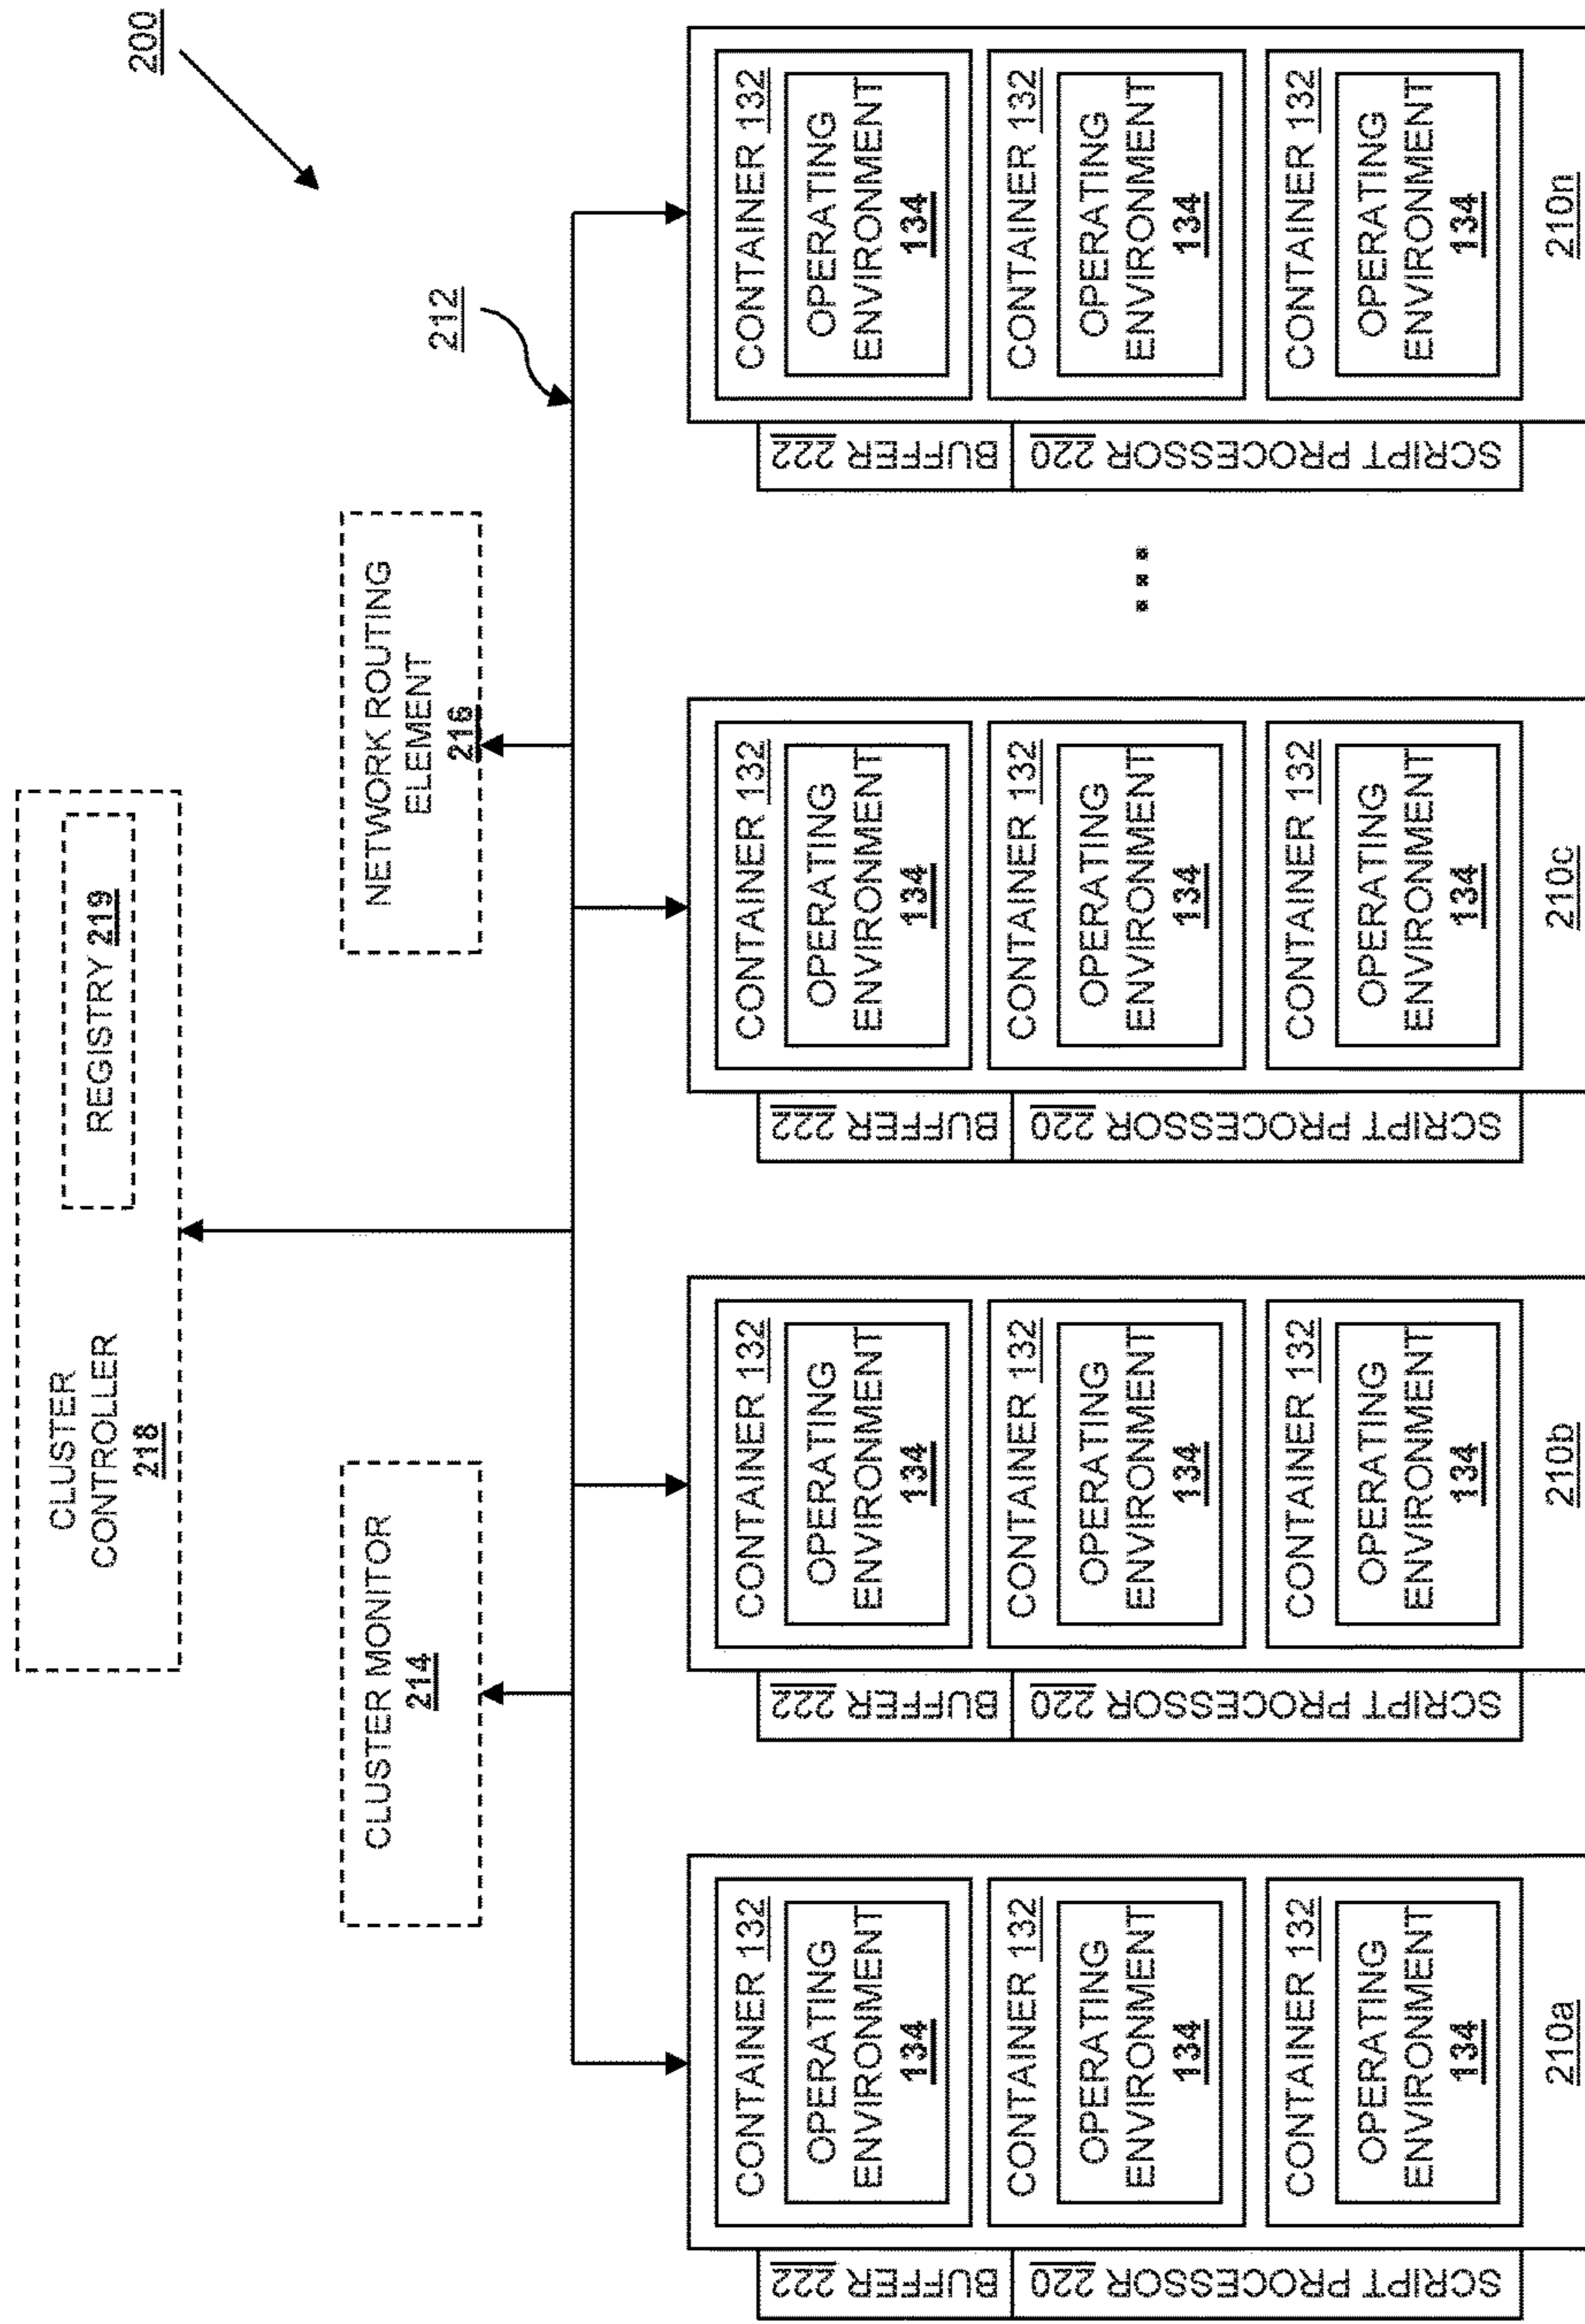 200
CLUSTER
CONTROLLER
218
REGISTRY 219
CLUSTER MONITOR
214
NETWORK ROUTING
ELEMENT
216
212
BUFFER 222
SCRIPT PROCESSOR 220
CONTAINER 132
OPERATING
ENVIRONMENT
134
CONTAINER 132
OPERATING
ENVIRONMENT
134
CONTAINER 132
OPERATING
ENVIRONMENT
134
210a
BUFFER 222
SCRIPT PROCESSOR 220
CONTAINER 132
OPERATING
ENVIRONMENT
134
CONTAINER 132
OPERATING
ENVIRONMENT
134
CONTAINER 132
OPERATING
ENVIRONMENT
134
210b
BUFFER 222
SCRIPT PROCESSOR 220
CONTAINER 132
OPERATING
ENVIRONMENT
134
CONTAINER 132
OPERATING
ENVIRONMENT
134
CONTAINER 132
OPERATING
ENVIRONMENT
134
210c
...
BUFFER 222
SCRIPT PROCESSOR 220
CONTAINER 132
OPERATING
ENVIRONMENT
134
CONTAINER 132
OPERATING
ENVIRONMENT
134
CONTAINER 132
OPERATING
ENVIRONMENT
134
210n